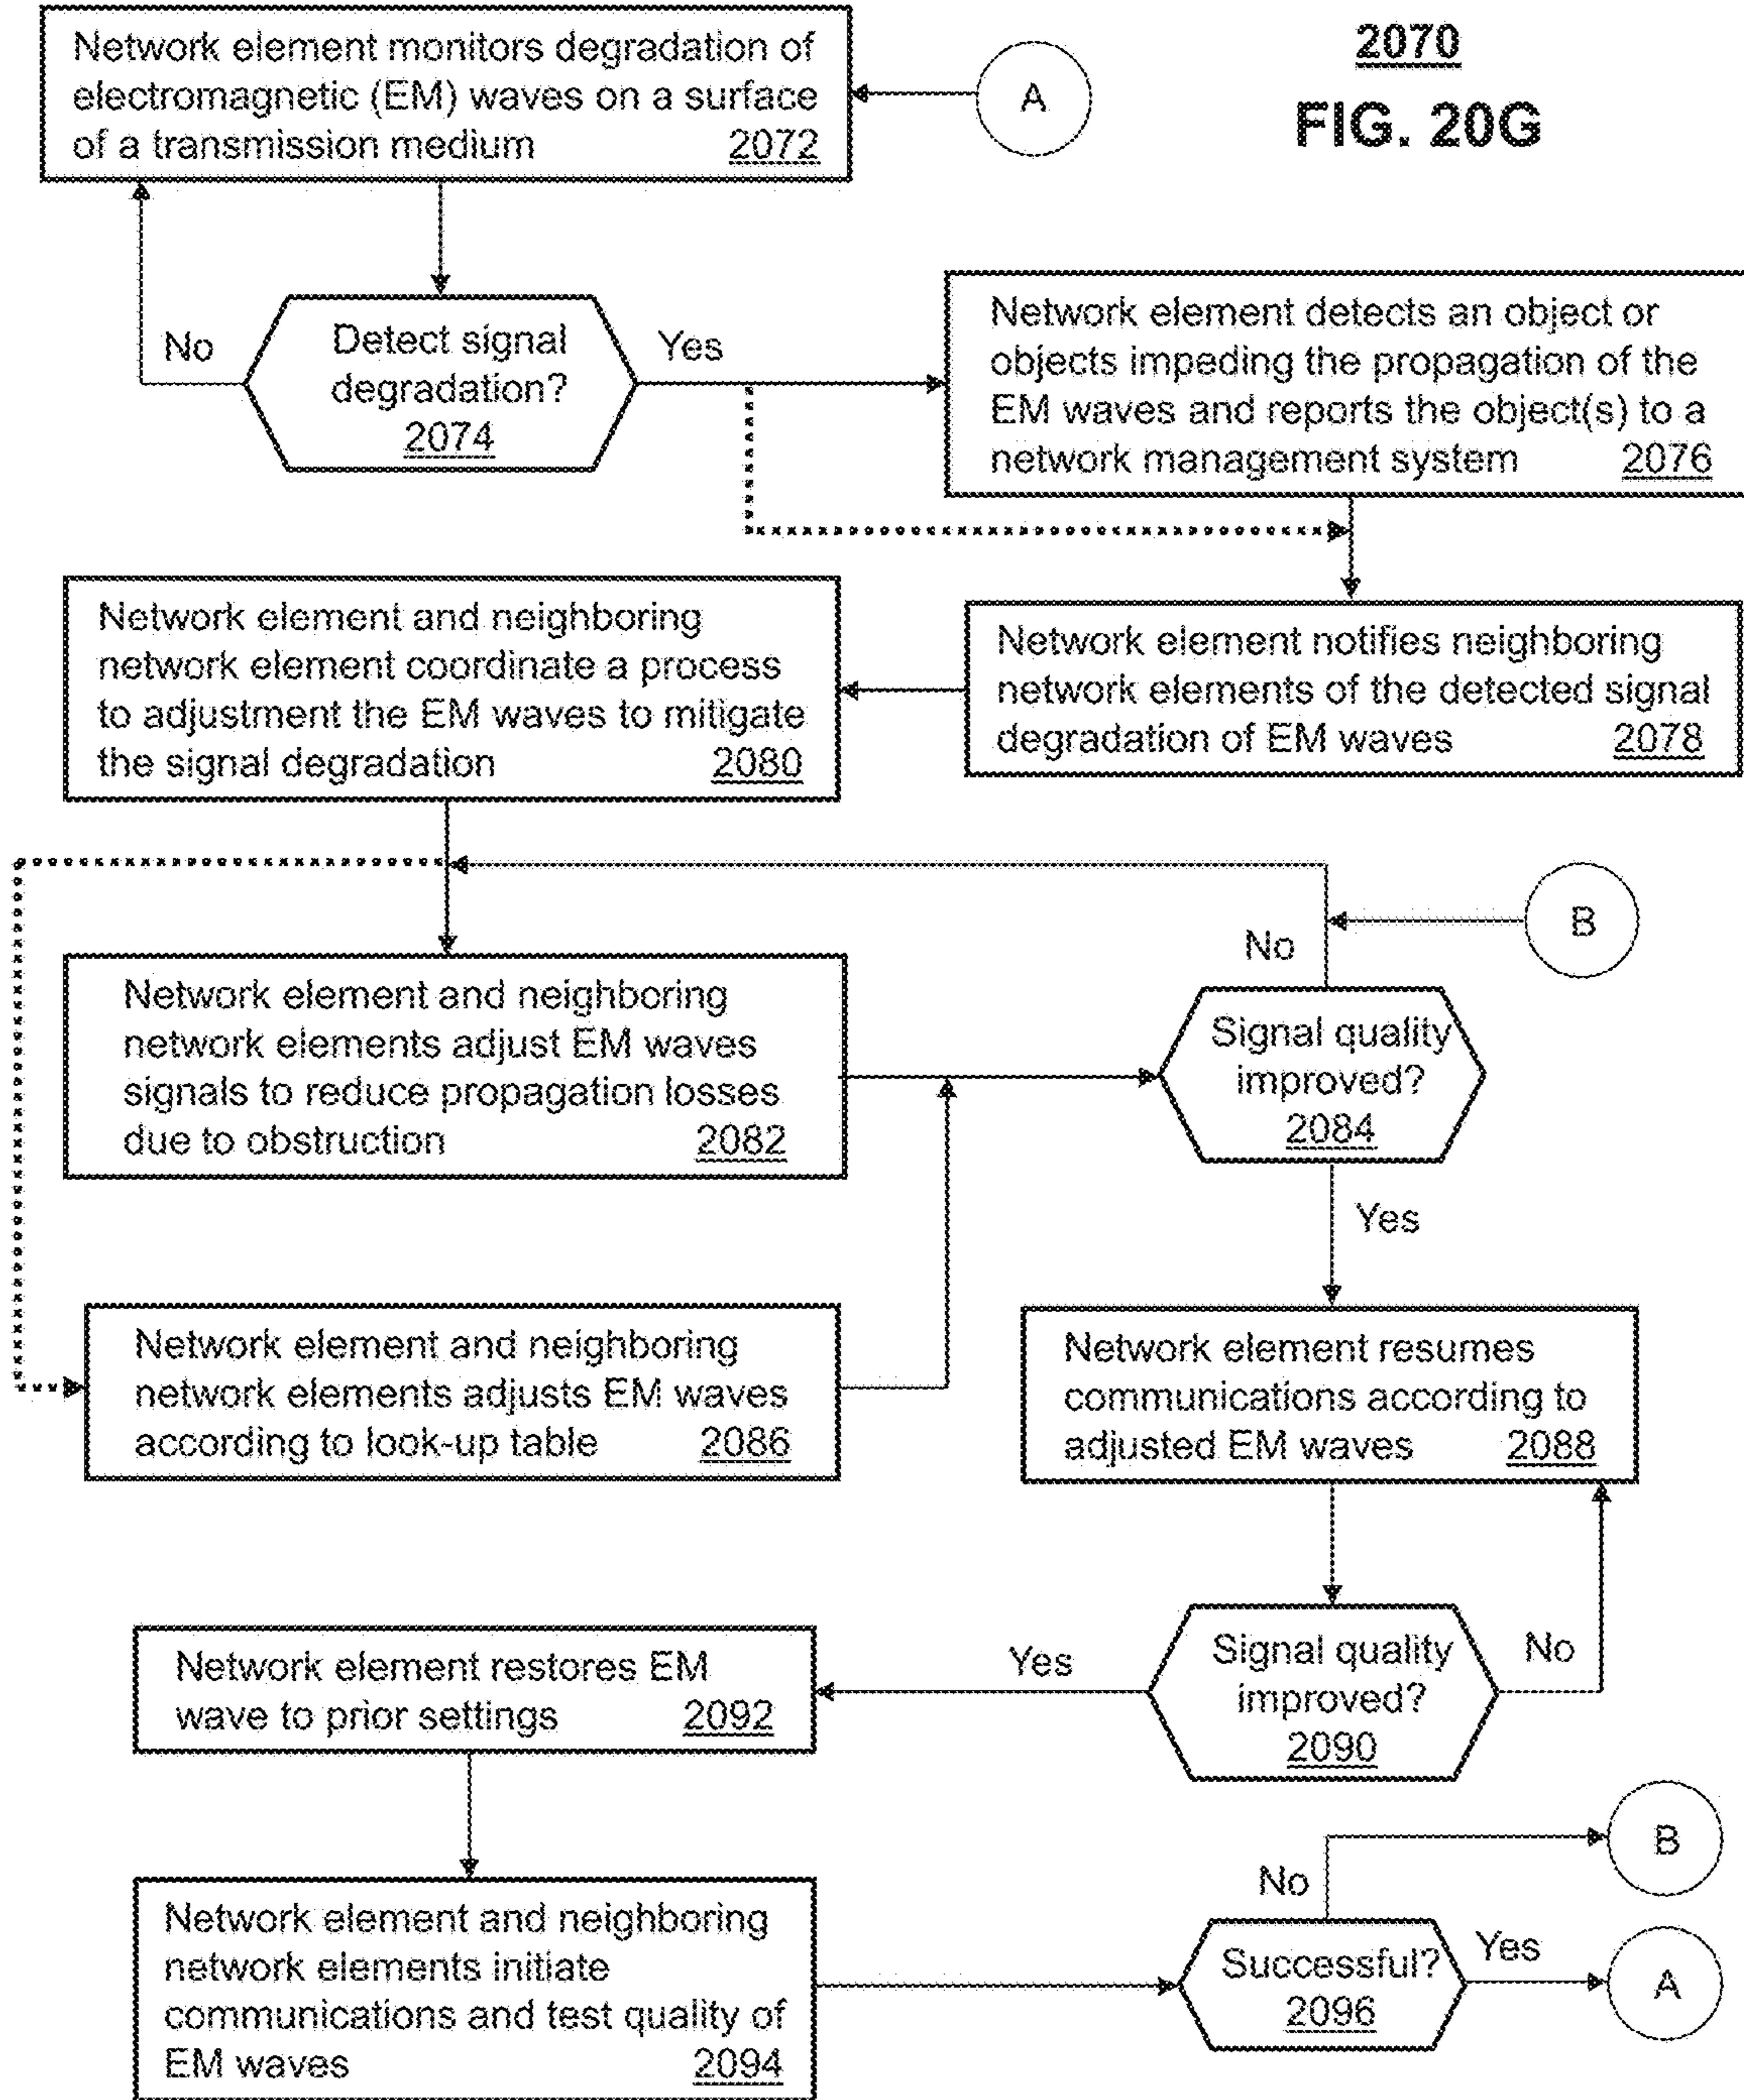 2070
FIG. 20G
Network element monitors degradation of
electromagnetic (EM) waves on a surface
of a transmission medium 2072
A
No
Detect signal
degradation?
2074
Yes
Network element detects an object or
objects impeding the propagation of the
EM waves and reports the object(s) to a
network management system 2076
Network element notifies neighboring
network elements of the detected signal
degradation of EM waves 2078
Network element and neighboring
network element coordinate a process
to adjustment the EM waves to mitigate
the signal degradation 2080
B
No
Network element and neighboring
network elements adjust EM waves
signals to reduce propagation losses
due to obstruction 2082
Signal quality
improved?
2084
Yes
Network element and neighboring
network elements adjusts EM waves
according to look-up table 2086
Network element resumes
communications according to
adjusted EM waves 2088
Signal quality
improved?
2090
No
Yes
Network element restores EM
wave to prior settings 2092
Network element and neighboring
network elements initiate
communications and test quality of
EM waves 2094
Successful?
2096
No
B
Yes
A